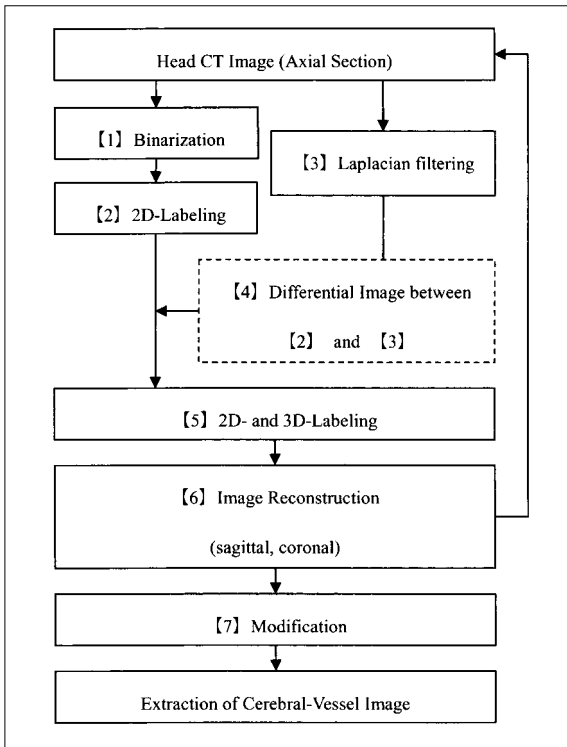 Head CT Image (Axial Section)
【1】 Binarization
【3】 Laplacian filtering
【2】 2D-Labeling
【4】 Differential Image between
【2】 and 【3】
【5】 2D- and 3D-Labeling
【6】 Image Reconstruction
(sagittal, coronal)
【7】 Modification
Extraction of Cerebral-Vessel Image